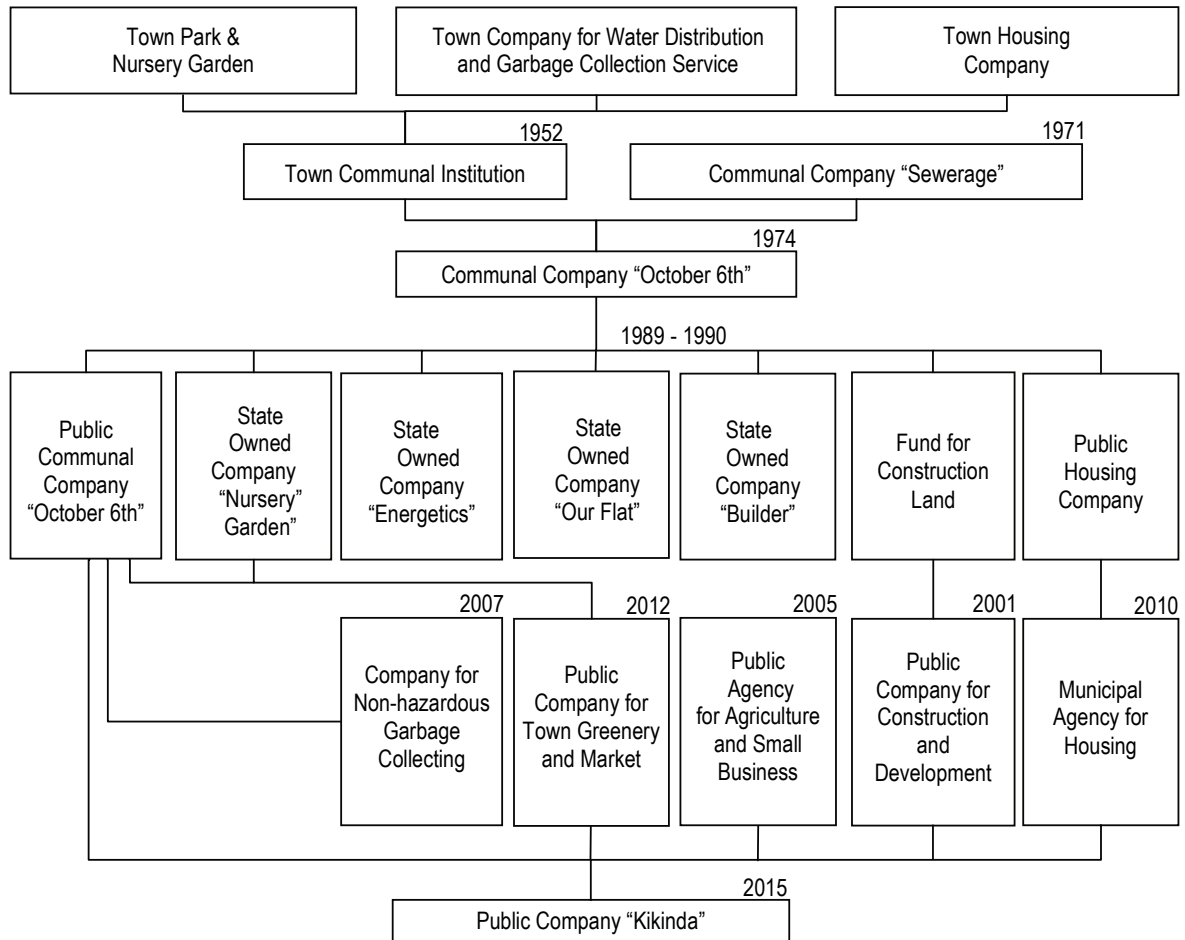 Town Park &
Nursery Garden
Town Company for Water Distribution
and Garbage Collection Service
Town Housing
Company
1952
Town Communal Institution
1971
Communal Company “Sewerage”
1974
Communal Company “October 6th”
1989 - 1990
Public
Communal
Company
“October 6th”
State
Owned
Company
“Nursery”
Garden”
State
Owned
Company
“Energetics”
State
Owned
Company
“Our Flat”
State
Owned
Company
“Builder”
Fund for
Construction
Land
Public
Housing
Company
2007
Company for
Non-hazardous
Garbage
Collecting
2012
Public
Company for
Town Greenery
and Market
2005
Public
Agency
for Agriculture
and Small
Business
2001
Public
Company for
Construction
and
Development
2010
Municipal
Agency for
Housing
2015
Public Company “Kikinda”